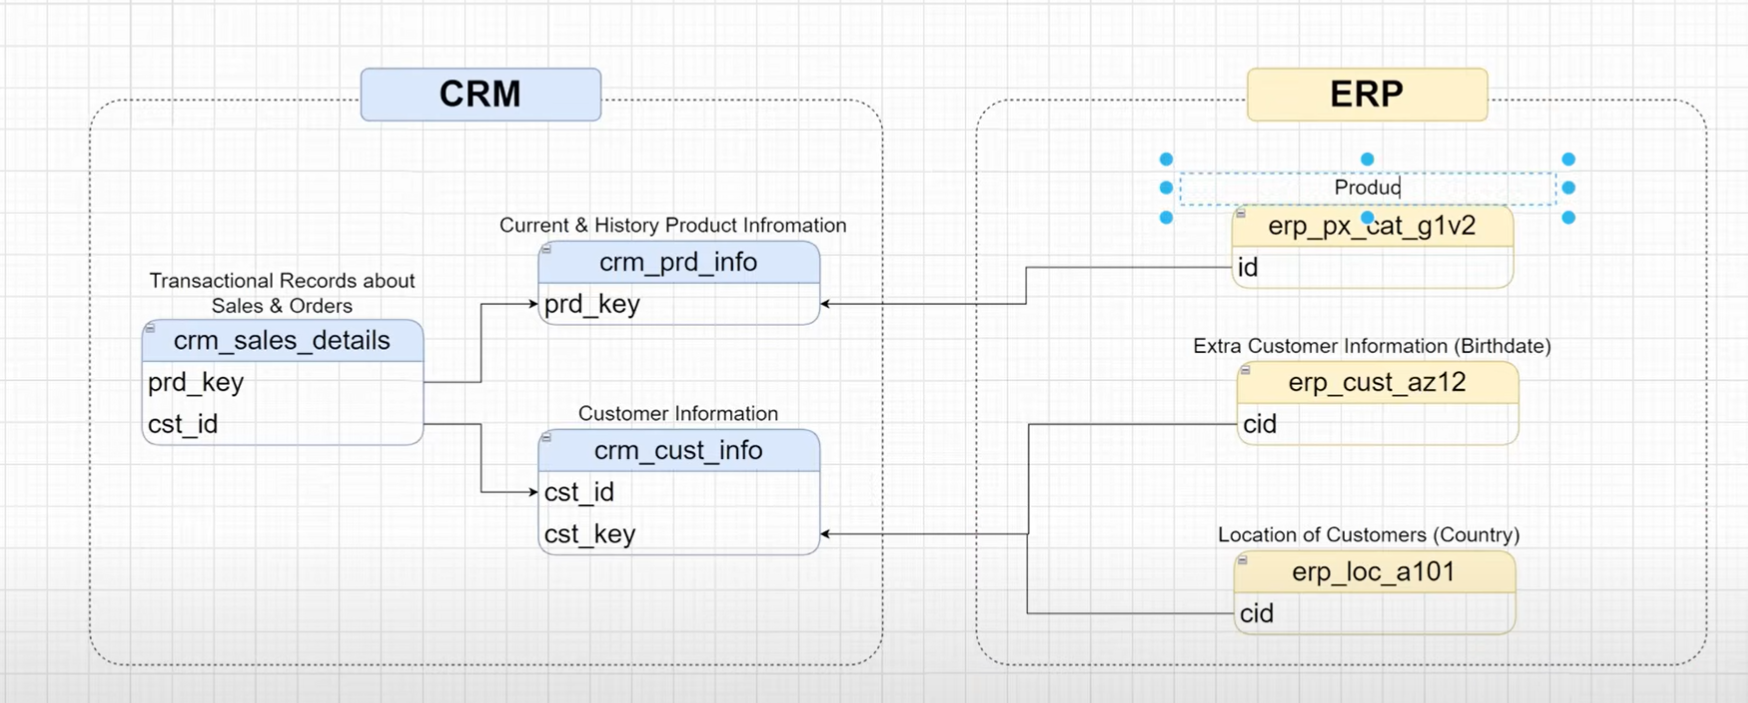 CRM
Transactional Records about
Sales & Orders
crm_sales_details
prd_key
cst_id
Current & History Product Infromation
crm_prd_info
prd_key
Customer Information
crm_cust_info
cst_id
cst_key
ERP
Produc
erp_px_cat_g1v2
id
Extra Customer Information (Birthdate)
erp_cust_az12
cid
Location of Customers (Country)
erp_loc_a101
cid